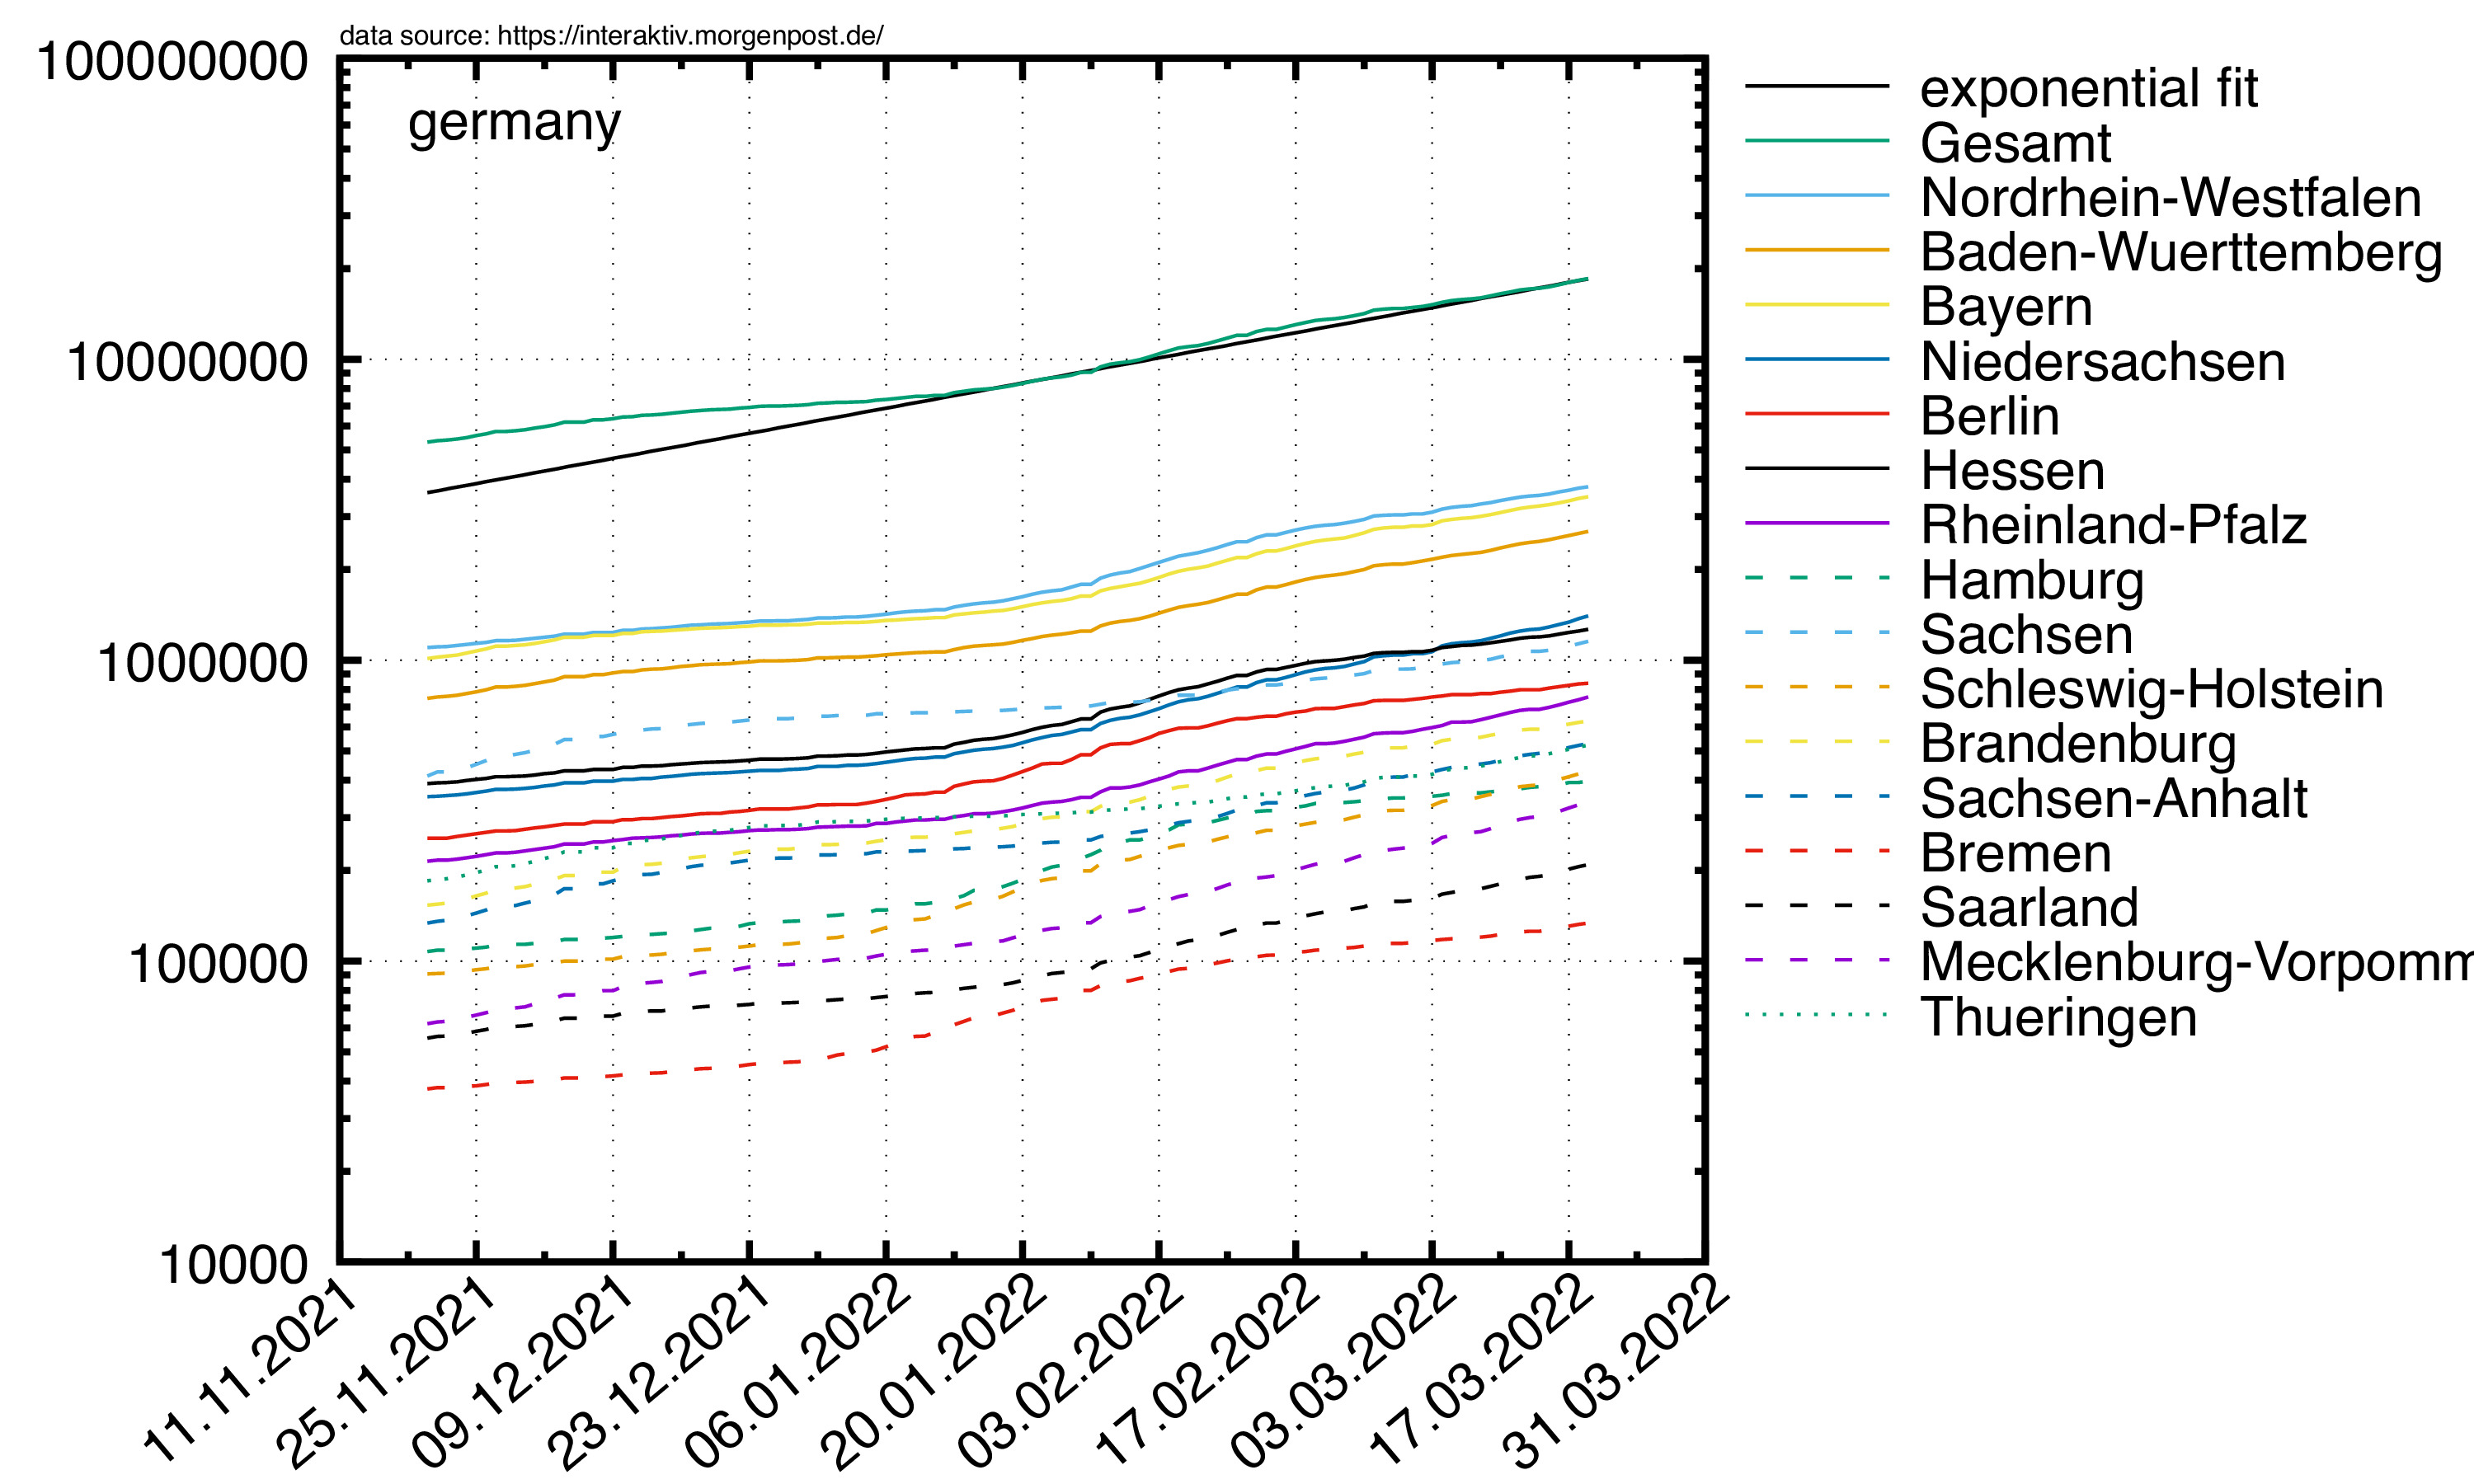 data source: https://interaktiv.morgenpost.de/
germany
100000000
10000000
1000000
100000
10000
11.11.2021
25.11.2021
09.12.2021
23.12.2021
06.01.2022
20.01.2022
03.02.2022
17.02.2022
03.03.2022
17.03.2022
31.03.2022
exponential fit
Gesamt
Nordrhein-Westfalen
Baden-Wuerttemberg
Bayern
Niedersachsen
Berlin
Hessen
Rheinland-Pfalz
Hamburg
Sachsen
Schleswig-Holstein
Brandenburg
Sachsen-Anhalt
Bremen
Saarland
Mecklenburg-Vorpomm
Thueringen